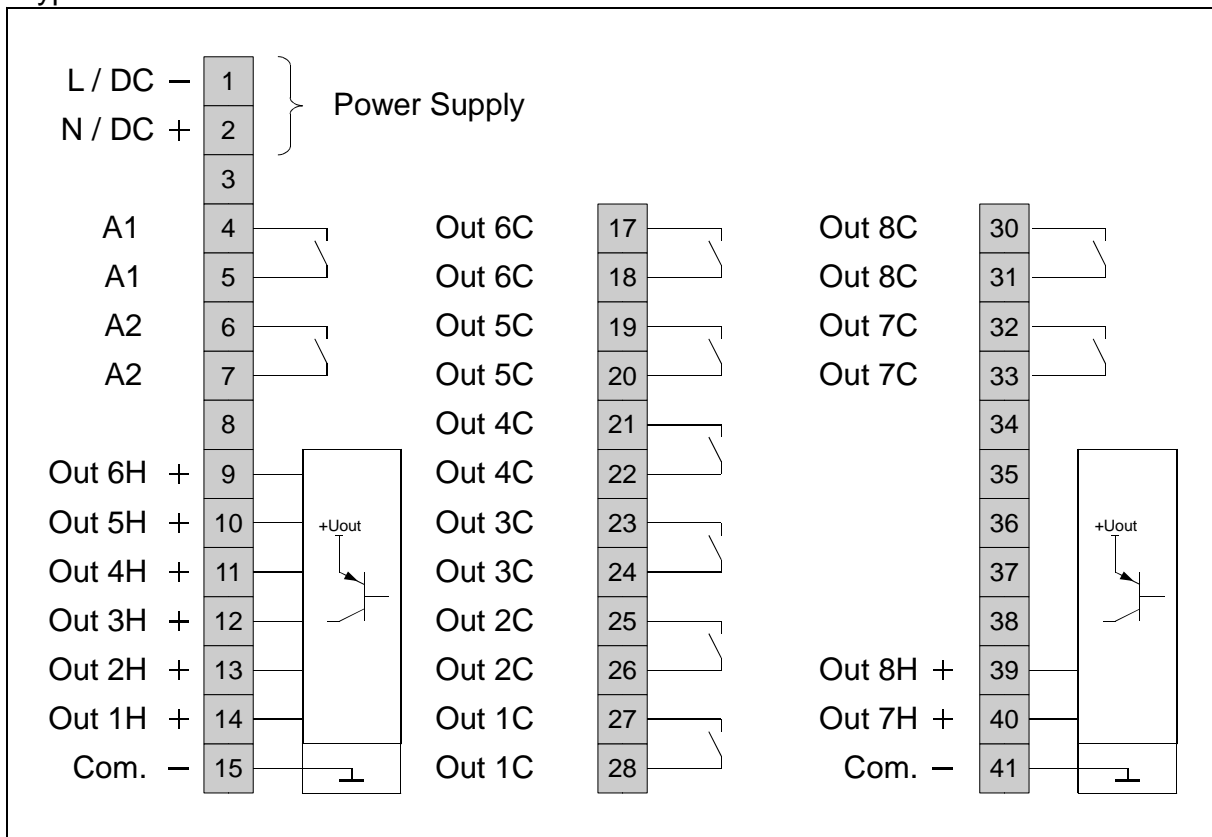 L / DC – 1
N / DC + 2
Power Supply
3
A1 4
A1 5
A2 6
A2 7
8
Out 6H + 9
Out 5H + 10
Out 4H + 11
Out 3H + 12
Out 2H + 13
Out 1H + 14
Com. – 15
+Uout
Out 6C 17
Out 6C 18
Out 5C 19
Out 5C 20
Out 4C 21
Out 4C 22
Out 3C 23
Out 3C 24
Out 2C 25
Out 2C 26
Out 1C 27
Out 1C 28
Out 8C 30
Out 8C 31
Out 7C 32
Out 7C 33
34
35
36
37
38
Out 8H + 39
Out 7H + 40
Com. – 41
+Uout